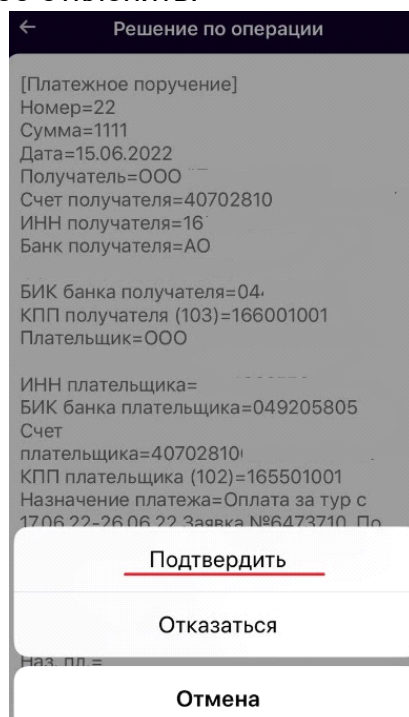 Решение по операции
[Платежное поручение]
Номер=22
Сумма=1111
Дата=15.06.2022
Получатель=ООО
Счет получателя=40702810
ИНН получателя=16
Банк получателя=АО
БИК банка получателя=04
КПП получателя (103)=166001001
Плательщик=ООО
ИНН плательщика=
БИК банка плательщика=049205805
Счет
плательщика=40702810
КПП плательщика (102)=165501001
Назначение платежа=Оплата за тур с
17.06.22-26.06.22 Заявка №6473710. По
Подтвердить
Отказаться
Наз. пл.=
Отмена